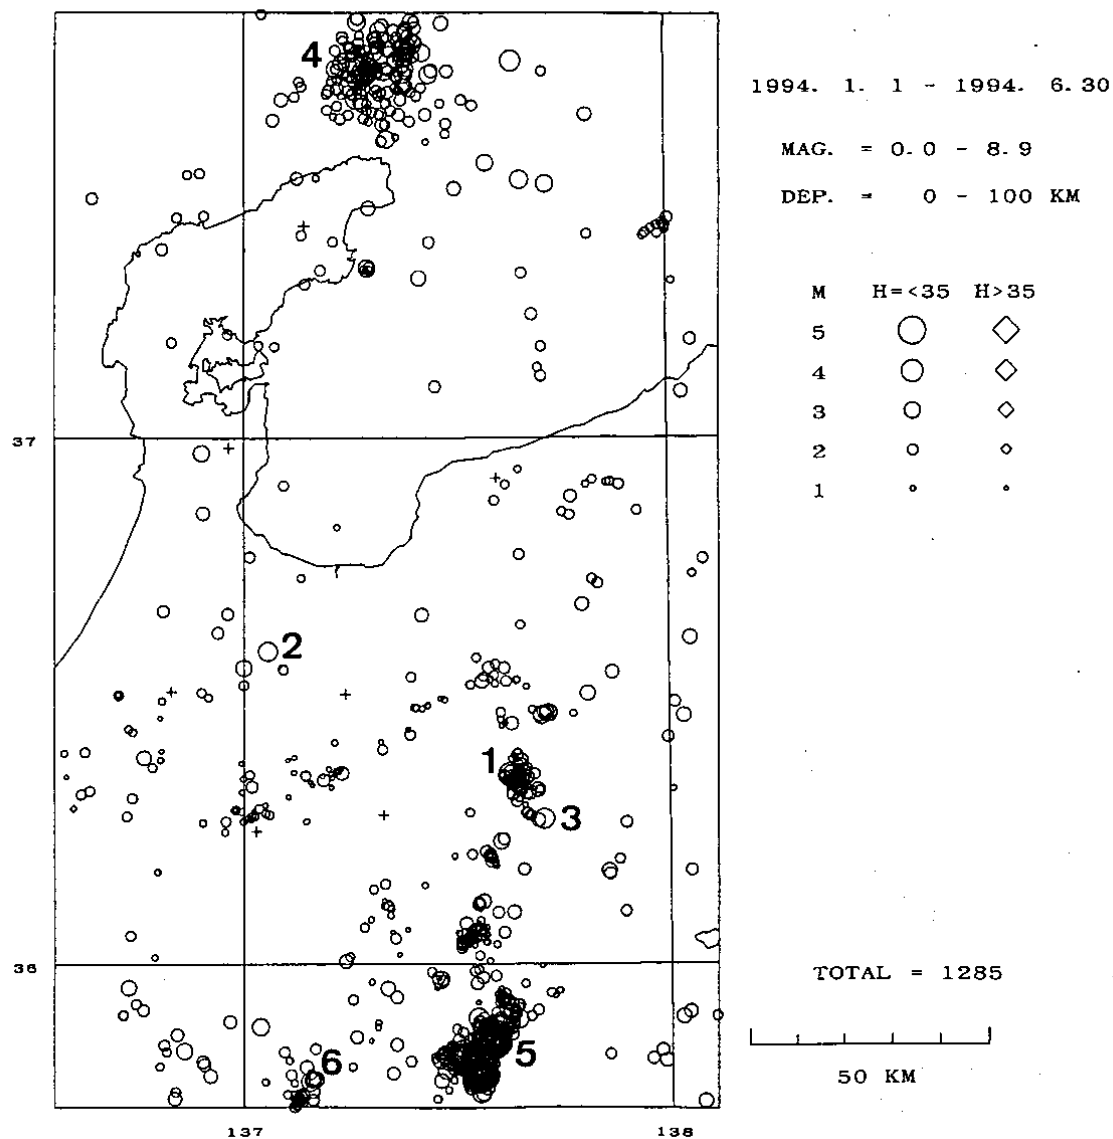 4
1994. 1. 1 - 1994. 6.30
MAG. = 0.0 - 8.9
DEP. = 0 - 100 KM
M H=<35 H>35
5
4
3
2
1
37
2
1
3
36
TOTAL = 1285
5
6
50 KM
137 138